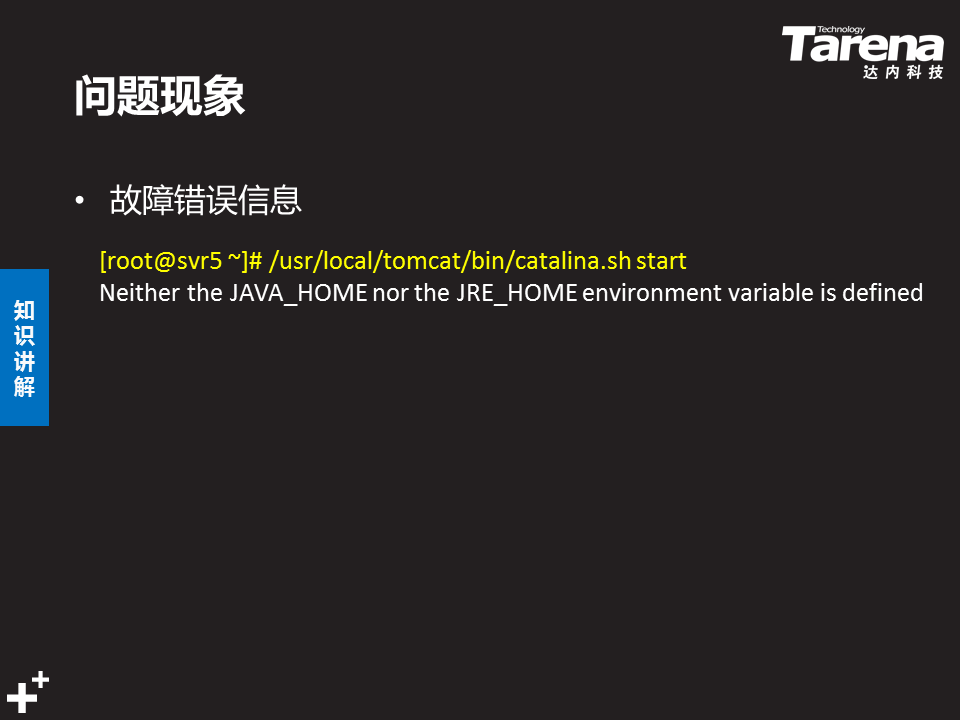 Technology
Tarena
达内科技
问题现象
• 故障错误信息
[root@svr5 ~]# /usr/local/tomcat/bin/catalina.sh start
Neither the JAVA_HOME nor the JRE_HOME environment variable is defined
知
识
讲
解